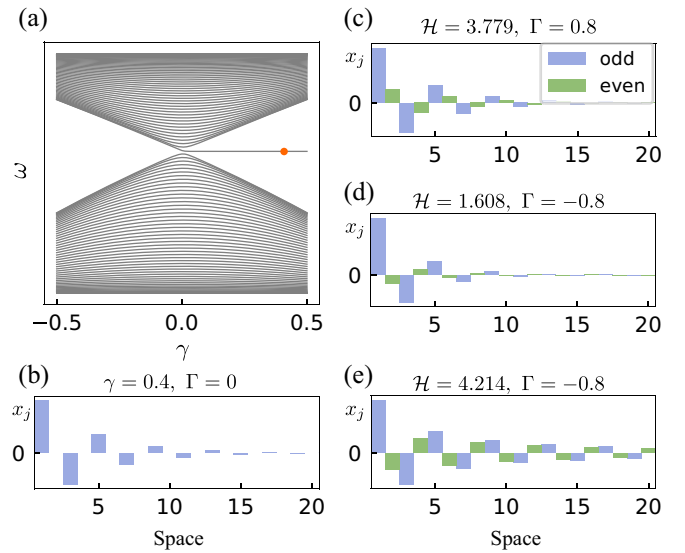 (a)
ω
−0.5 0.0 0.5
γ
(b)
γ = 0.4, Γ = 0
x_j
0
5 10 15 20
Space
(c)
ℋ = 3.779, Γ = 0.8
x_j
0
odd
even
5 10 15 20
(d)
ℋ = 1.608, Γ = −0.8
x_j
0
5 10 15 20
(e)
ℋ = 4.214, Γ = −0.8
x_j
0
5 10 15 20
Space